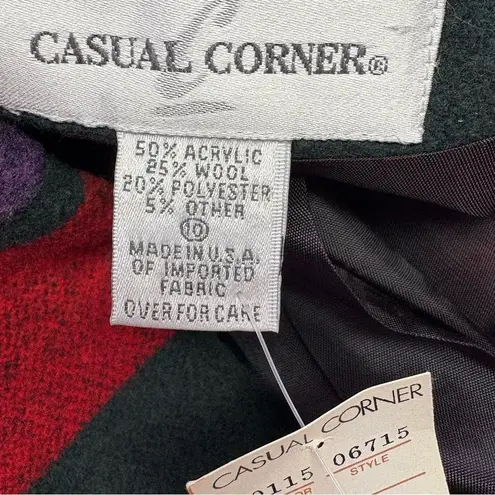 CASUAL CORNER®
50% ACRYLIC
25% WOOL
20% POLYESTER
5% OTHER
10
MADE IN U.S.A.
OF IMPORTED
FABRIC
OVER FOR CARE
CASUAL CORNER
0115 06715
STYLE